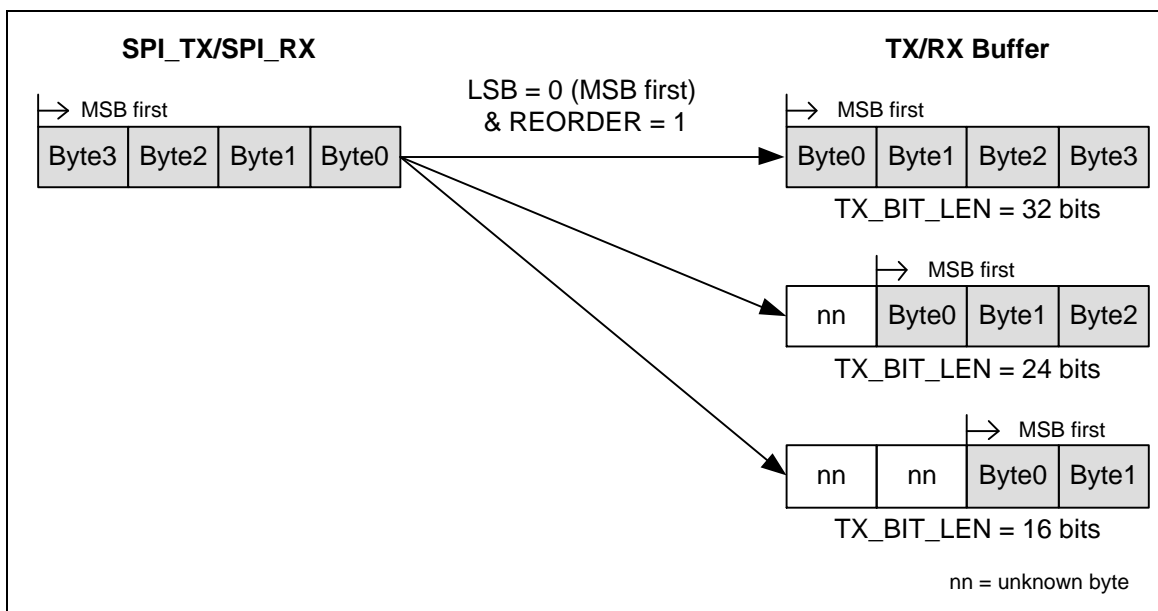 SPI_TX/SPI_RX
TX/RX Buffer
LSB = 0 (MSB first)
& REORDER = 1
MSB first
Byte3 Byte2 Byte1 Byte0
MSB first
Byte0 Byte1 Byte2 Byte3
TX_BIT_LEN = 32 bits
MSB first
nn Byte0 Byte1 Byte2
TX_BIT_LEN = 24 bits
MSB first
nn nn Byte0 Byte1
TX_BIT_LEN = 16 bits
nn = unknown byte